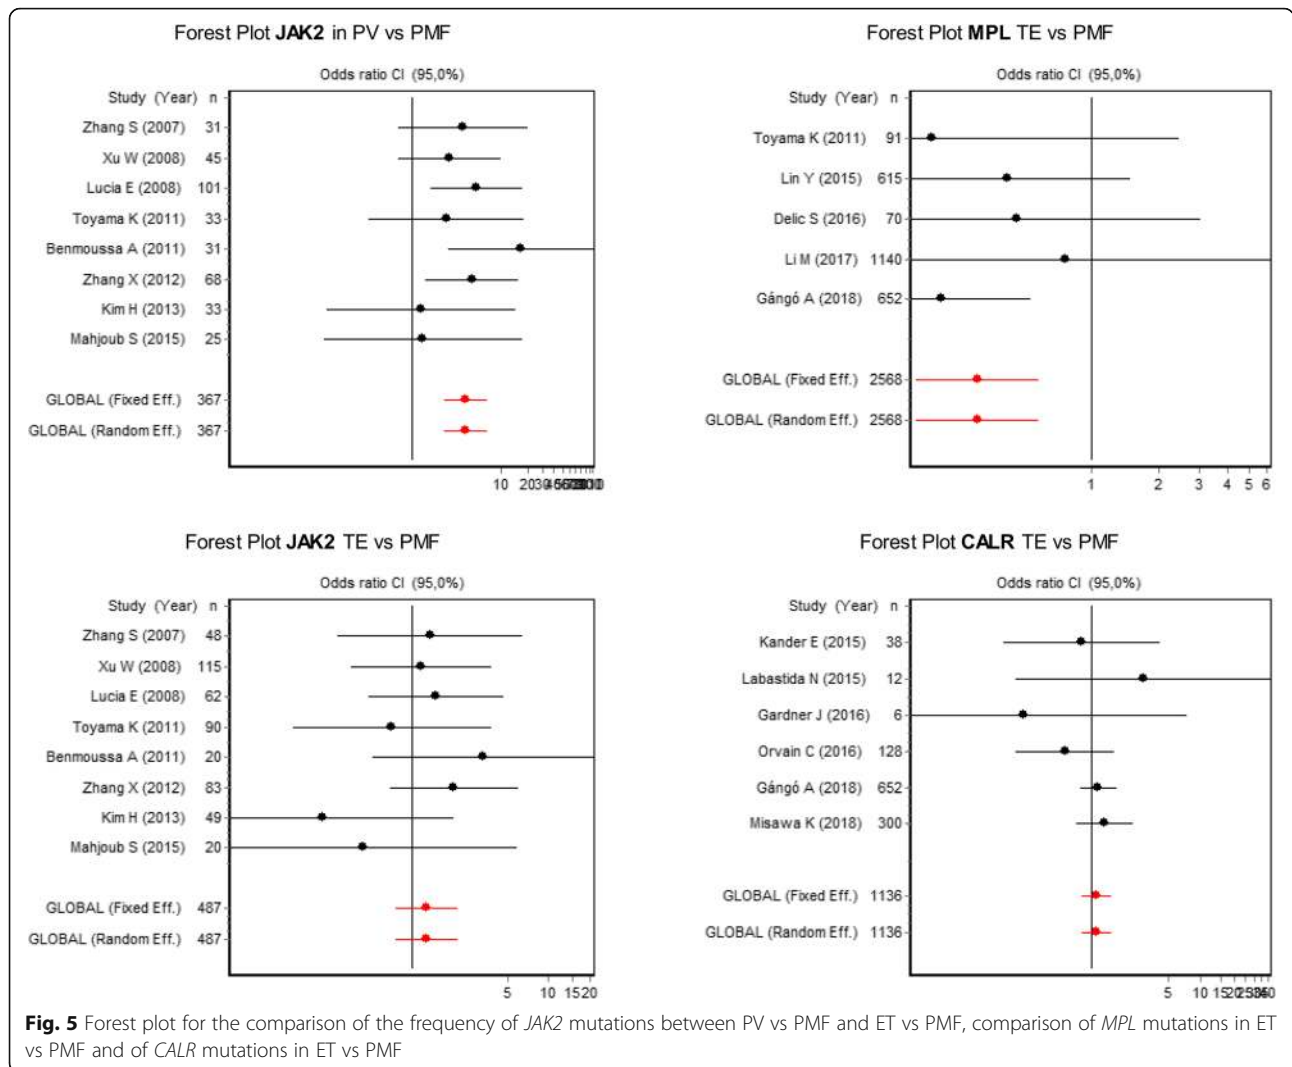 Forest Plot JAK2 in PV vs PMF
Odds ratio CI (95,0%)
Study (Year) n
Zhang S (2007) 31
Xu W (2008) 45
Lucia E (2008) 101
Toyama K (2011) 33
Benmoussa A (2011) 31
Zhang X (2012) 68
Kim H (2013) 33
Mahjoub S (2015) 25
GLOBAL (Fixed Eff.) 367
GLOBAL (Random Eff.) 367
10 20 30
Forest Plot MPL TE vs PMF
Odds ratio CI (95,0%)
Study (Year) n
Toyama K (2011) 91
Lin Y (2015) 615
Delic S (2016) 70
Li M (2017) 1140
Gángó A (2018) 652
GLOBAL (Fixed Eff.) 2568
GLOBAL (Random Eff.) 2568
1 2 3 4 5 6
Forest Plot JAK2 TE vs PMF
Odds ratio CI (95,0%)
Study (Year) n
Zhang S (2007) 48
Xu W (2008) 115
Lucia E (2008) 62
Toyama K (2011) 90
Benmoussa A (2011) 20
Zhang X (2012) 83
Kim H (2013) 49
Mahjoub S (2015) 20
GLOBAL (Fixed Eff.) 487
GLOBAL (Random Eff.) 487
5 10 15 20
Forest Plot CALR TE vs PMF
Odds ratio CI (95,0%)
Study (Year) n
Kander E (2015) 38
Labastida N (2015) 12
Gardner J (2016) 6
Orvain C (2016) 128
Gángó A (2018) 652
Misawa K (2018) 300
GLOBAL (Fixed Eff.) 1136
GLOBAL (Random Eff.) 1136
5 10 15 20 25
Fig. 5 Forest plot for the comparison of the frequency of JAK2 mutations between PV vs PMF and ET vs PMF, comparison of MPL mutations in ET
vs PMF and of CALR mutations in ET vs PMF